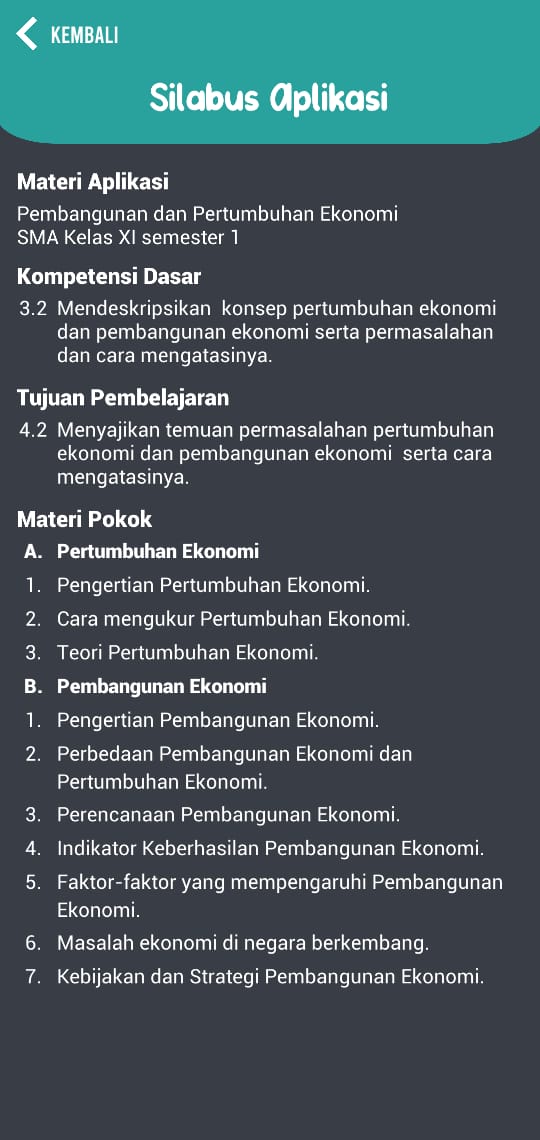 KEMBALI
Silabus Aplikasi
Materi Aplikasi
Pembangunan dan Pertumbuhan Ekonomi
SMA Kelas XI semester 1
Kompetensi Dasar
3.2 Mendeskripsikan konsep pertumbuhan ekonomi
dan pembangunan ekonomi serta permasalahan
dan cara mengatasinya.
Tujuan Pembelajaran
4.2 Menyajikan temuan permasalahan pertumbuhan
ekonomi dan pembangunan ekonomi serta cara
mengatasinya.
Materi Pokok
A. Pertumbuhan Ekonomi
1. Pengertian Pertumbuhan Ekonomi.
2. Cara mengukur Pertumbuhan Ekonomi.
3. Teori Pertumbuhan Ekonomi.
B. Pembangunan Ekonomi
1. Pengertian Pembangunan Ekonomi.
2. Perbedaan Pembangunan Ekonomi dan
Pertumbuhan Ekonomi.
3. Perencanaan Pembangunan Ekonomi.
4. Indikator Keberhasilan Pembangunan Ekonomi.
5. Faktor-faktor yang mempengaruhi Pembangunan
Ekonomi.
6. Masalah ekonomi di negara berkembang.
7. Kebijakan dan Strategi Pembangunan Ekonomi.